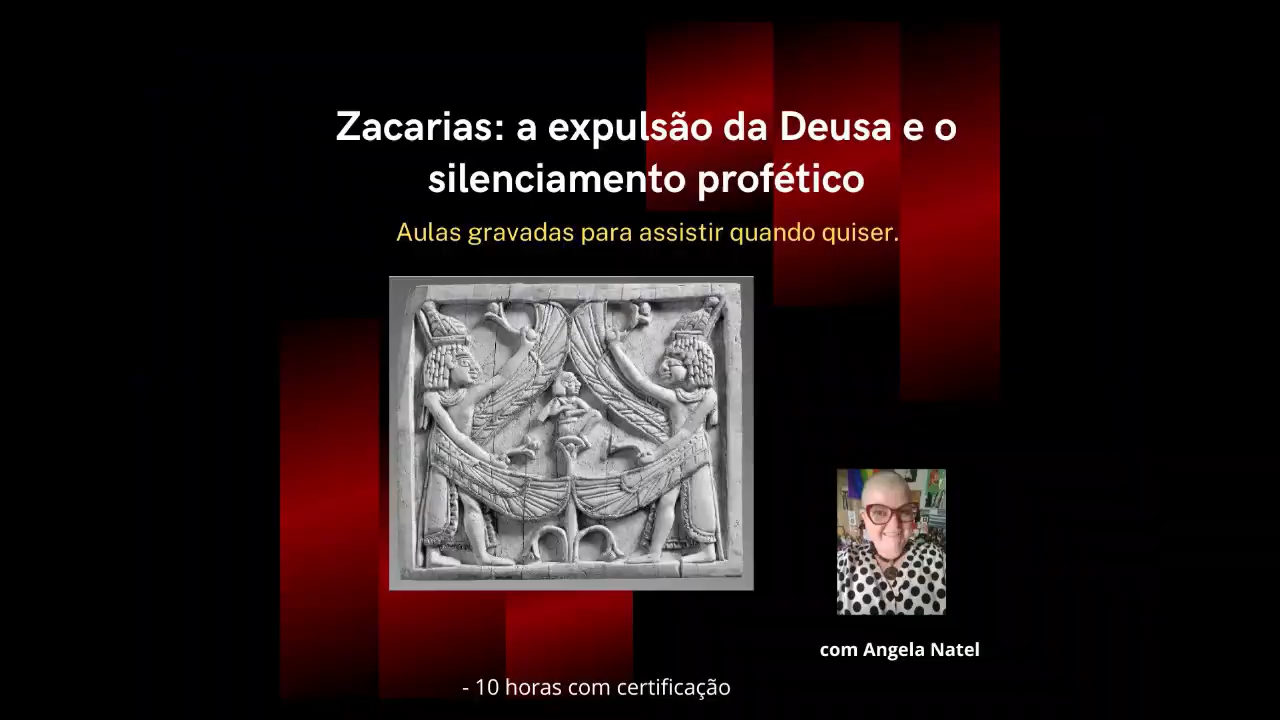 Zacarias: a expulsão da Deusa e o
silenciamento profético
Aulas gravadas para assistir quando quiser.
com Angela Natel
- 10 horas com certificação